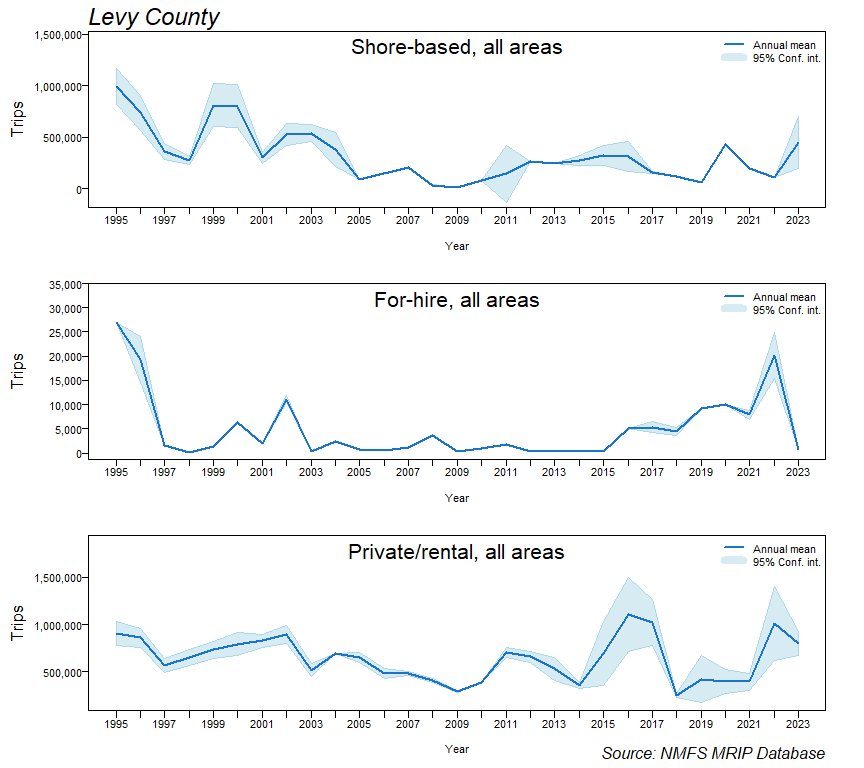 Levy County
Shore-based, all areas
Annual mean
95% Conf. int.
Trips
1,500,000
1,000,000
500,000
0
1995 1997 1999 2001 2003 2005 2007 2009 2011 2013 2015 2017 2019 2021 2023
Year
For-hire, all areas
Annual mean
95% Conf. int.
Trips
35,000
30,000
25,000
20,000
15,000
10,000
5,000
0
1995 1997 1999 2001 2003 2005 2007 2009 2011 2013 2015 2017 2019 2021 2023
Year
Private/rental, all areas
Annual mean
95% Conf. int.
Trips
1,500,000
1,000,000
500,000
1995 1997 1999 2001 2003 2005 2007 2009 2011 2013 2015 2017 2019 2021 2023
Year
Source: NMFS MRIP Database